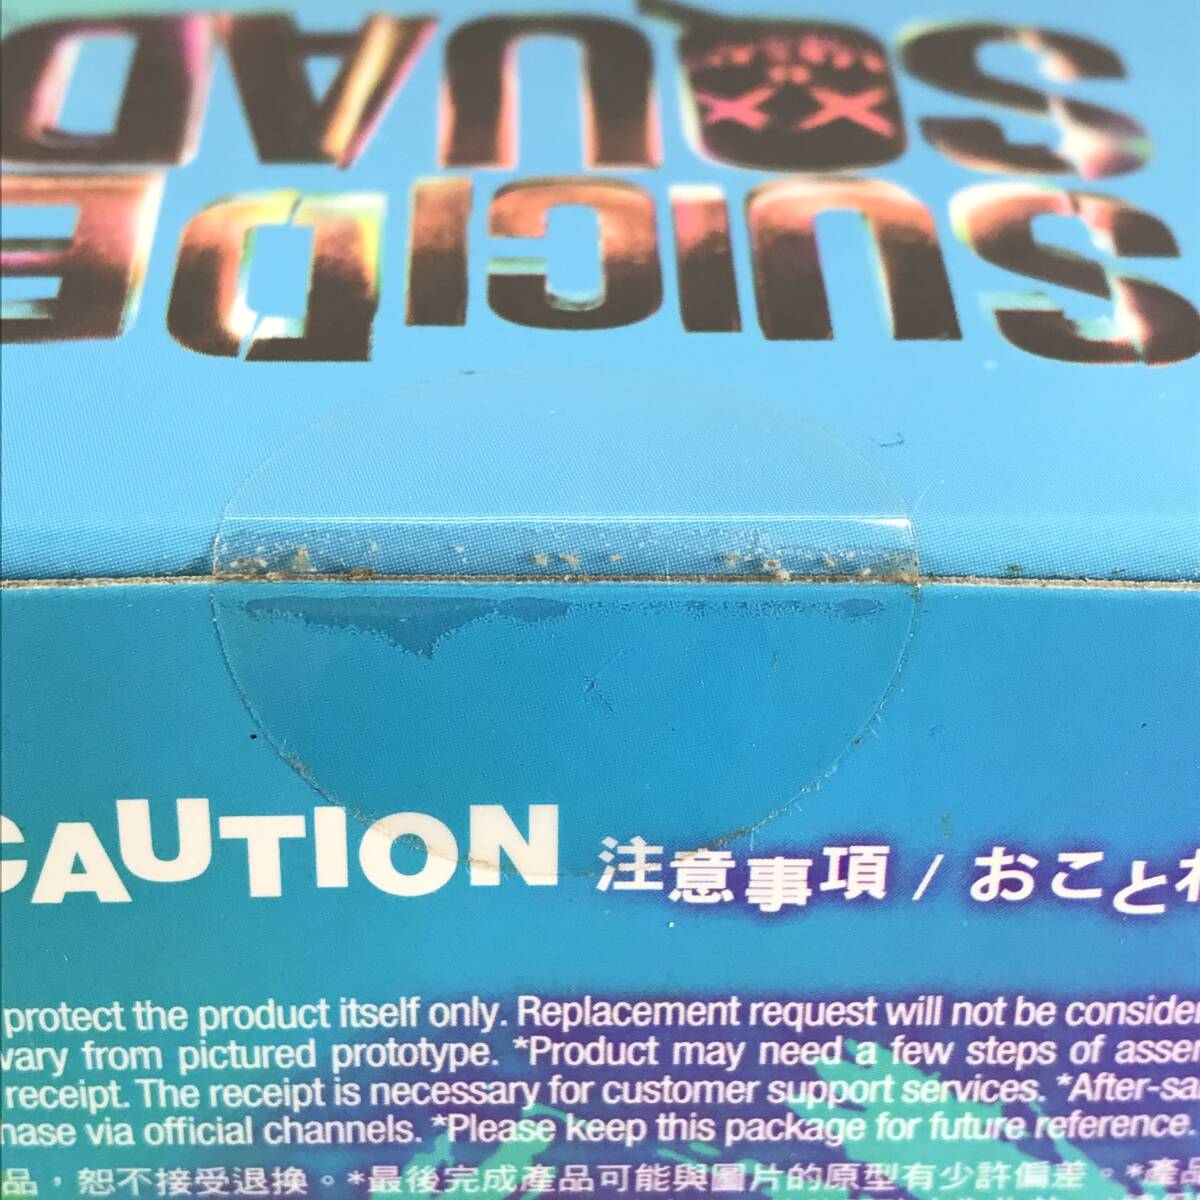 SUICIDE
SQUAD
CAUTION 注意事項 / おことわ
protect the product itself only. Replacement request will not be consider
vary from pictured prototype. *Product may need a few steps of assem
receipt. The receipt is necessary for customer support services. *After-sa
hase via official channels. *Please keep this package for future reference.
品，恕不接受退換。*最後完成產品可能與圖片的原型有少許偏差。*產品